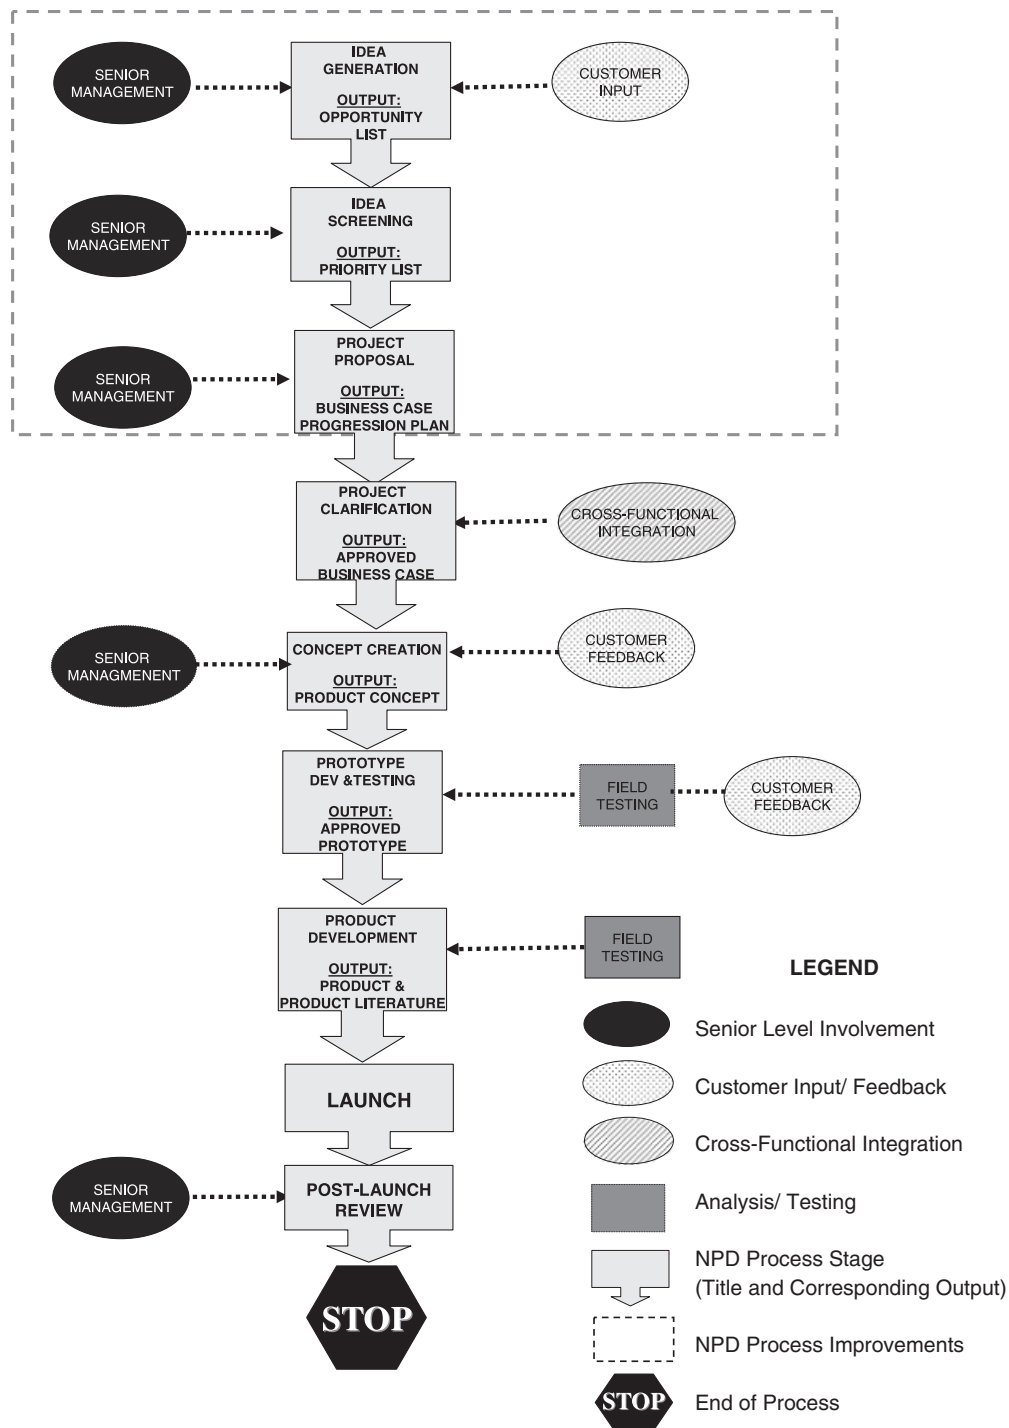 SENIOR
MANAGEMENT
IDEA
GENERATION
OUTPUT:
OPPORTUNITY
LIST
CUSTOMER
INPUT
SENIOR
MANAGEMENT
IDEA
SCREENING
OUTPUT:
PRIORITY LIST
SENIOR
MANAGEMENT
PROJECT
PROPOSAL
OUTPUT:
BUSINESS CASE
PROGRESSION PLAN
PROJECT
CLARIFICATION
OUTPUT:
APPROVED
BUSINESS CASE
CROSS-FUNCTIONAL
INTEGRATION
SENIOR
MANAGMENENT
CONCEPT CREATION
OUTPUT:
PRODUCT CONCEPT
CUSTOMER
FEEDBACK
PROTOTYPE
DEV &TESTING
OUTPUT:
APPROVED
PROTOTYPE
FIELD
TESTING
CUSTOMER
FEEDBACK
PRODUCT
DEVELOPMENT
OUTPUT:
PRODUCT &
PRODUCT LITERATURE
FIELD
TESTING
LAUNCH
SENIOR
MANAGEMENT
POST-LAUNCH
REVIEW
STOP
LEGEND
Senior Level Involvement
Customer Input/ Feedback
Cross-Functional Integration
Analysis/ Testing
NPD Process Stage
(Title and Corresponding Output)
NPD Process Improvements
STOP
End of Process